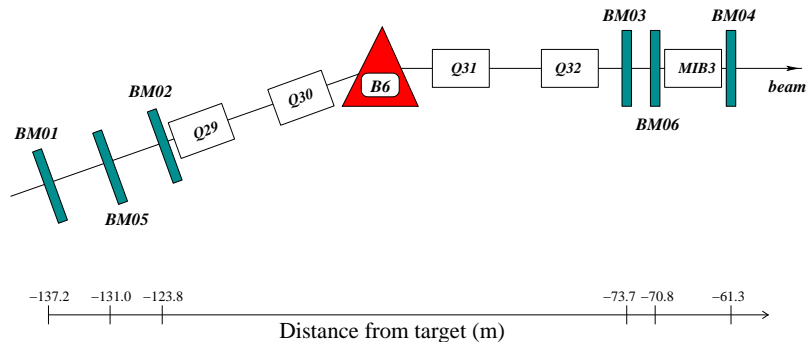 BM03
BM04
Q31
Q32
MIB3
B6
beam
BM02
Q30
BM06
Q29
BM01
BM05
−137.2
−131.0
−123.8
−73.7
−70.8
−61.3
Distance from target (m)